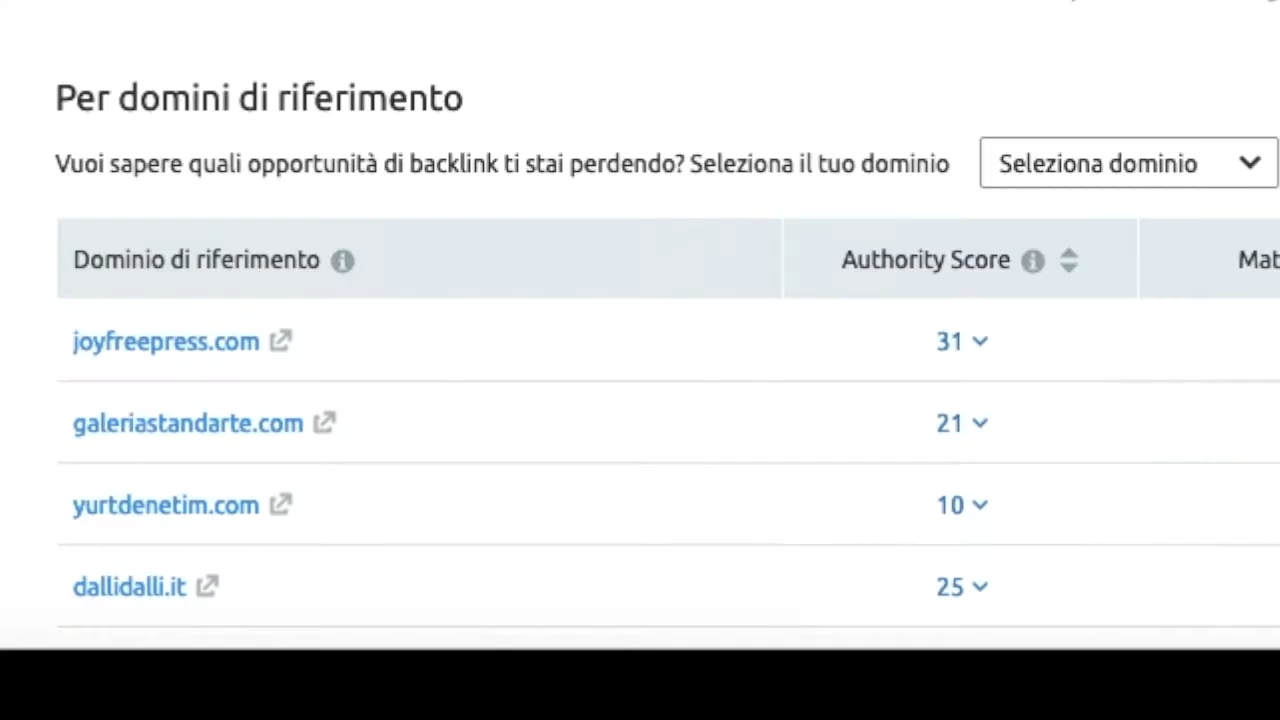 Per domini di riferimento
Vuoi sapere quali opportunità di backlink ti stai perdendo? Seleziona il tuo dominio Seleziona dominio
Dominio di riferimento Authority Score
joyfreepress.com 31
galeriastandarte.com 21
yurtdenetim.com 10
dallidalli.it 25